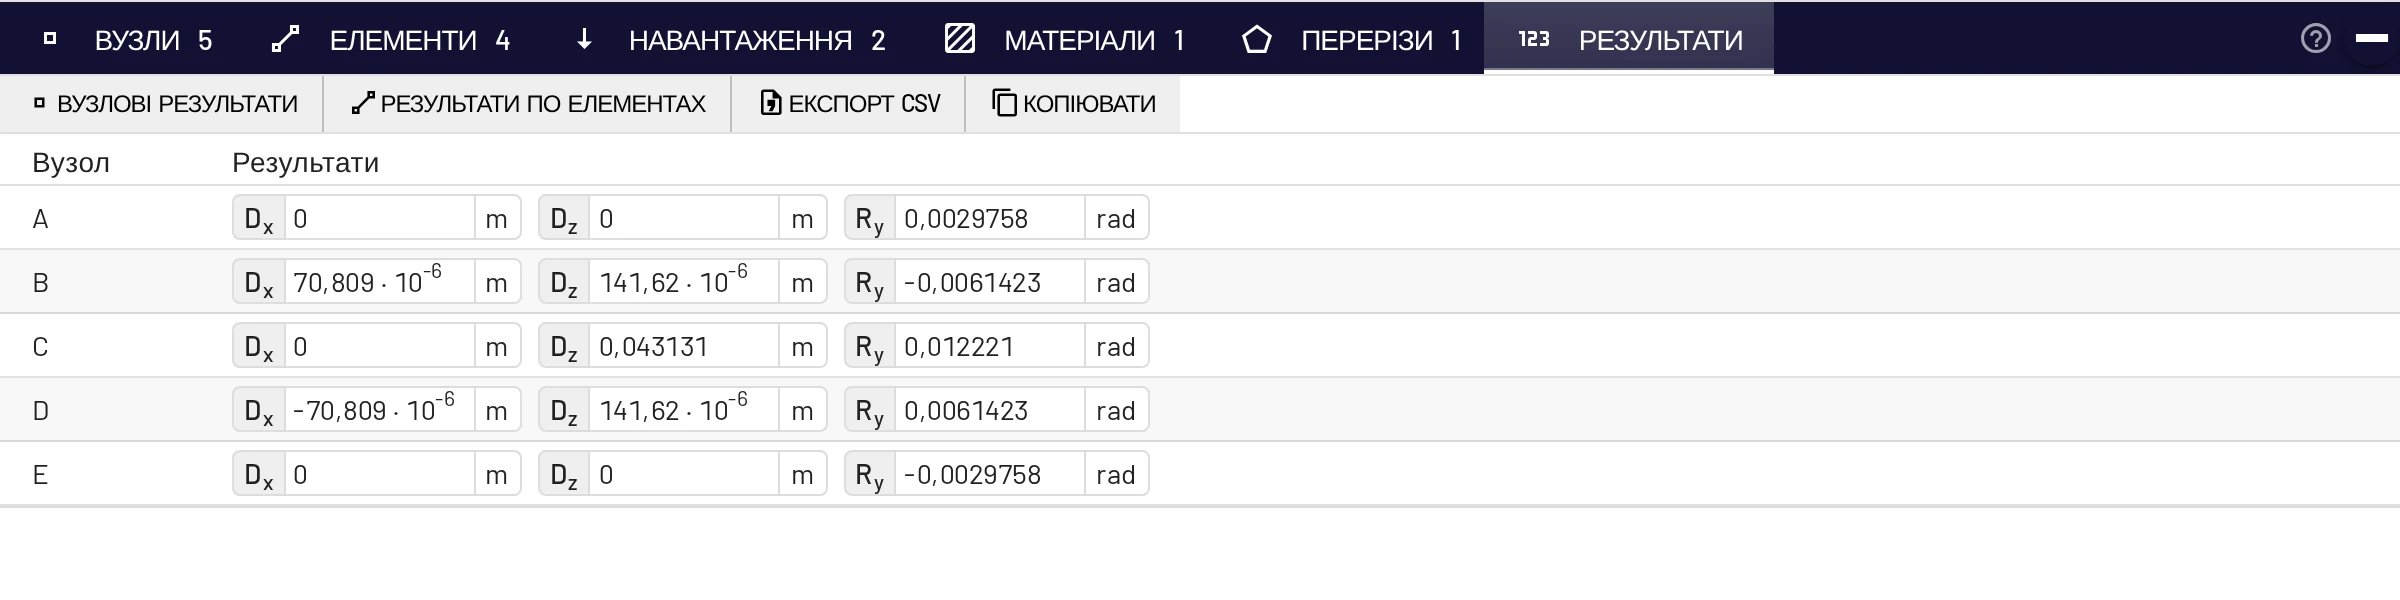 ВУЗЛИ 5 ЕЛЕМЕНТИ 4 НАВАНТАЖЕННЯ 2 МАТЕРІАЛИ 1 ПЕРЕРІЗИ 1 123 РЕЗУЛЬТАТИ ?
ВУЗЛОВІ РЕЗУЛЬТАТИ РЕЗУЛЬТАТИ ПО ЕЛЕМЕНТАХ ЕКСПОРТ CSV КОПІЮВАТИ
Вузол Результати
A Dx 0 m Dz 0 m Ry 0,0029758 rad
B Dx 70,809 · 10^-6 m Dz 141,62 · 10^-6 m Ry -0,0061423 rad
C Dx 0 m Dz 0,043131 m Ry 0,012221 rad
D Dx -70,809 · 10^-6 m Dz 141,62 · 10^-6 m Ry 0,0061423 rad
E Dx 0 m Dz 0 m Ry -0,0029758 rad